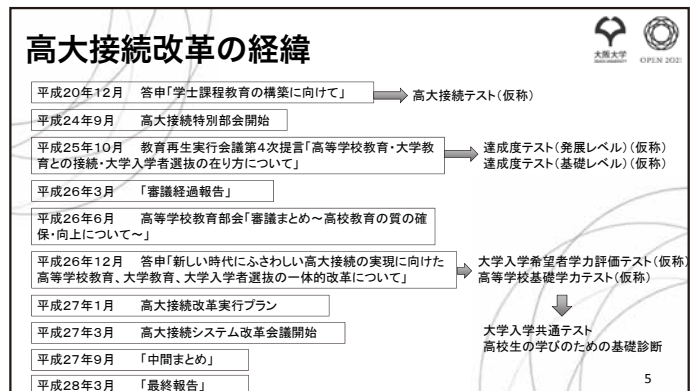 高大接続改革の経緯
大阪大学
OPEN 2021
平成20年12月　答申「学士課程教育の構築に向けて」
高大接続テスト(仮称)
平成24年9月　高大接続特別部会開始
平成25年10月　教育再生実行会議第4次提言「高等学校教育・大学教
育との接続・大学入学者選抜の在り方について」
達成度テスト(発展レベル)(仮称)
達成度テスト(基礎レベル)(仮称)
平成26年3月　「審議経過報告」
平成26年6月　高等学校教育部会「審議まとめ～高校教育の質の確
保・向上について～」
平成26年12月　答申「新しい時代にふさわしい高大接続の実現に向けた
高等学校教育、大学教育、大学入学者選抜の一体的改革について」
大学入学希望者学力評価テスト(仮称)
高等学校基礎学力テスト(仮称)
平成27年1月　高大接続改革実行プラン
平成27年3月　高大接続システム改革会議開始
大学入学共通テスト
高校生の学びのための基礎診断
平成27年9月　「中間まとめ」
平成28年3月　「最終報告」
5